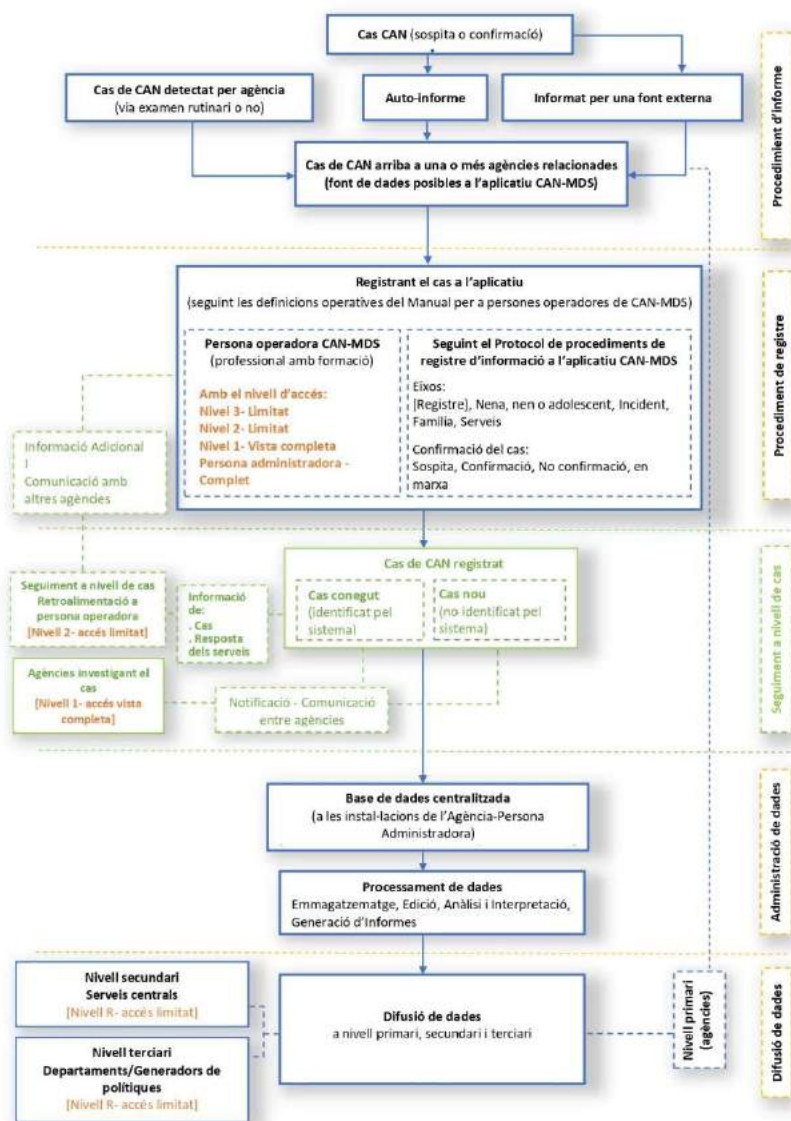 Cas CAN (sospita o confirmació)
Cas de CAN detectat per agència
(via examen rutinari o no)
Auto-informe
Informat per una font externa
Cas de CAN arriba a una o més agències relacionades
(font de dades posibles a l'aplicatiu CAN-MDS)
Procedimient d'informe
Registrant el cas a l'aplicatiu
(seguint les definicions operatives del Manual per a persones operadores de CAN-MDS)
Persona operadora CAN-MDS
(professional amb formació)
Amb el nivell d'accés:
Nivel 3- Limitat
Nivell 2- Limitat
Nivell 1- Vista completa
Persona administradora -
Complet
Seguint el Protocol de procediments de
registre d'informació a l'aplicatiu CAN-MDS
Eixos:
[Registre], Nena, nen o adolescent, Incident,
Família, Serveis
Confirmació del cas:
Sospita, Confirmació, No confirmació, en
marxa
Procediment de registre
Informació Adicional
I
Comunicació amb
altres agències
Cas de CAN registrat
Cas conegut
(identificat pel
sistema)
Cas nou
(no identificat pel
sistema)
Seguiment a nivell de cas
Retroalimentació a
persona operadora
[Nivell 2- accés limitat]
Informació
de:
. Cas
. Resposta
dels serveis
Agències investigant el
cas
[Nivell 1- accés vista
completa]
Notificació - Comunicació
entre agències
Seguiment a nivell de cas
Base de dades centralitzada
(a les instal·lacions de l'Agència-Persona
Administradora)
Processament de dades
Emmagatzematge, Edició, Anàlisi i Interpretació,
Generació d'Informes
Administració de dades
Nivell secundari
Serveis centrals
[Nivell R- accés limitat]
Nivell terciari
Departaments/Generadors de
polítiques
[Nivell R- accés limitat]
Difusió de dades
a nivell primari, secundari i terciari
Nivell primari
(agències)
Difusió de dades